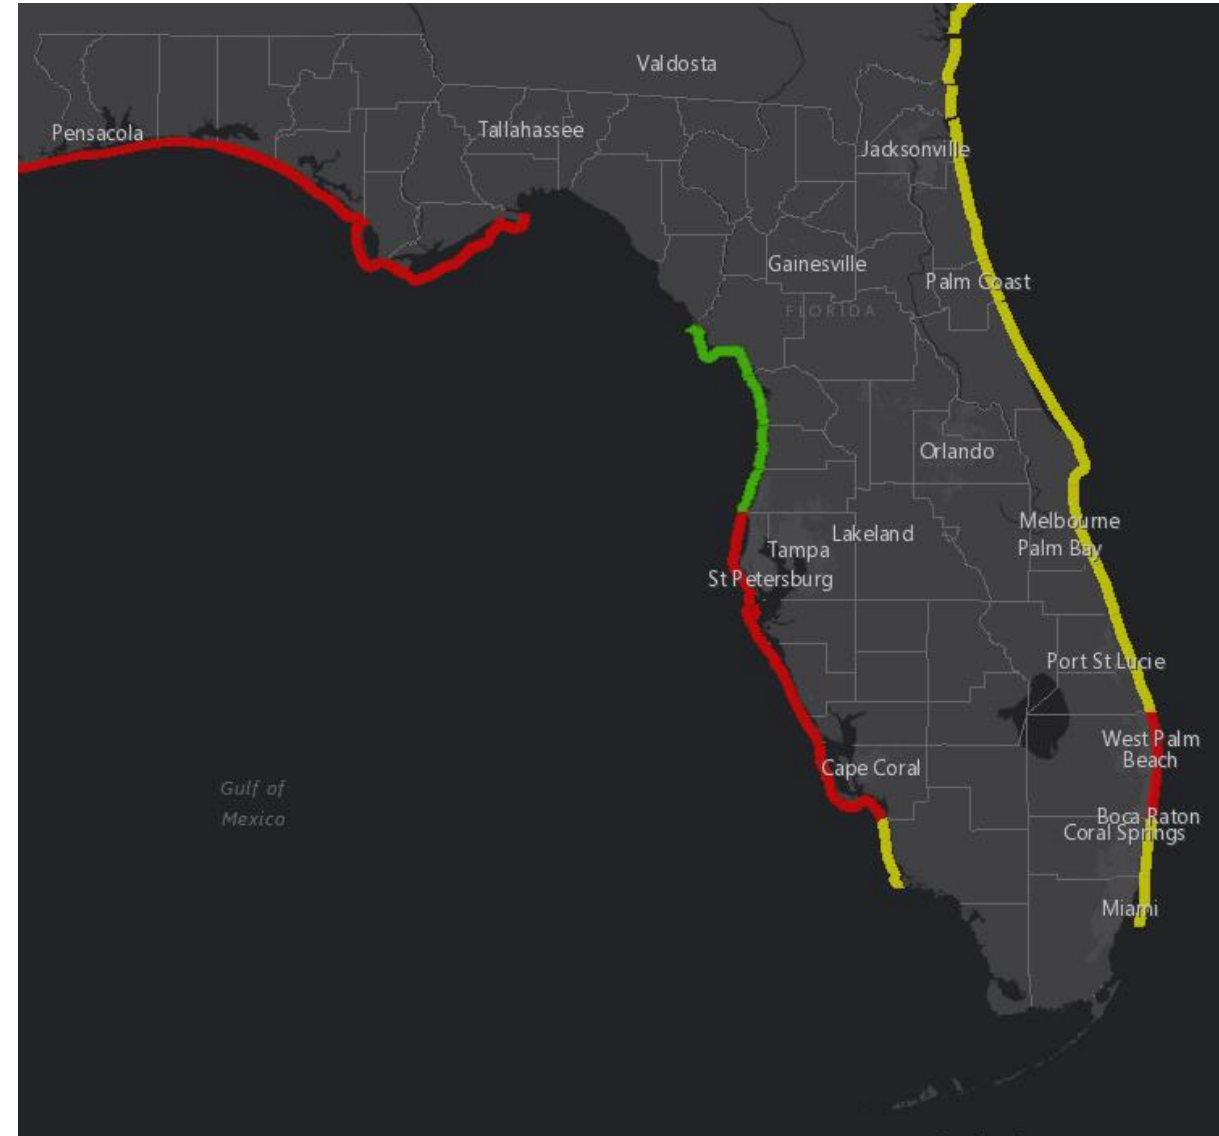 Valdosta
Pensacola
Tallahassee
Jacksonville
Gainesville
Palm Coast
FLORIDA
Orlando
Melbourne
Lakeland
Palm Bay
Tampa
St Petersburg
Port St Lucie
West Palm
Beach
Cape Coral
Gulf of
Mexico
Boca Raton
Coral Springs
Miami